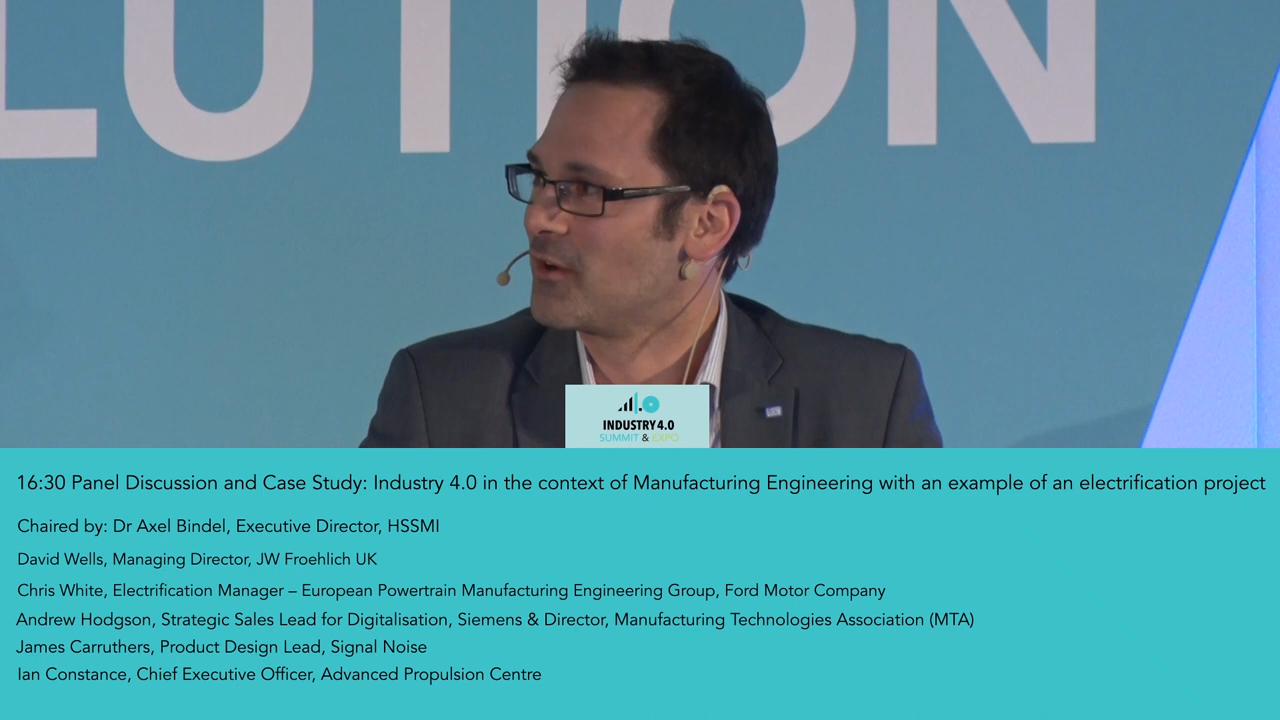 LUTION
INDUSTRY 4.0
SUMMIT & EXPO
16:30 Panel Discussion and Case Study: Industry 4.0 in the context of Manufacturing Engineering with an example of an electrification project
Chaired by: Dr Axel Bindel, Executive Director, HSSMI
David Wells, Managing Director, JW Froehlich UK
Chris White, Electrification Manager – European Powertrain Manufacturing Engineering Group, Ford Motor Company
Andrew Hodgson, Strategic Sales Lead for Digitalisation, Siemens & Director, Manufacturing Technologies Association (MTA)
James Carruthers, Product Design Lead, Signal Noise
Ian Constance, Chief Executive Officer, Advanced Propulsion Centre